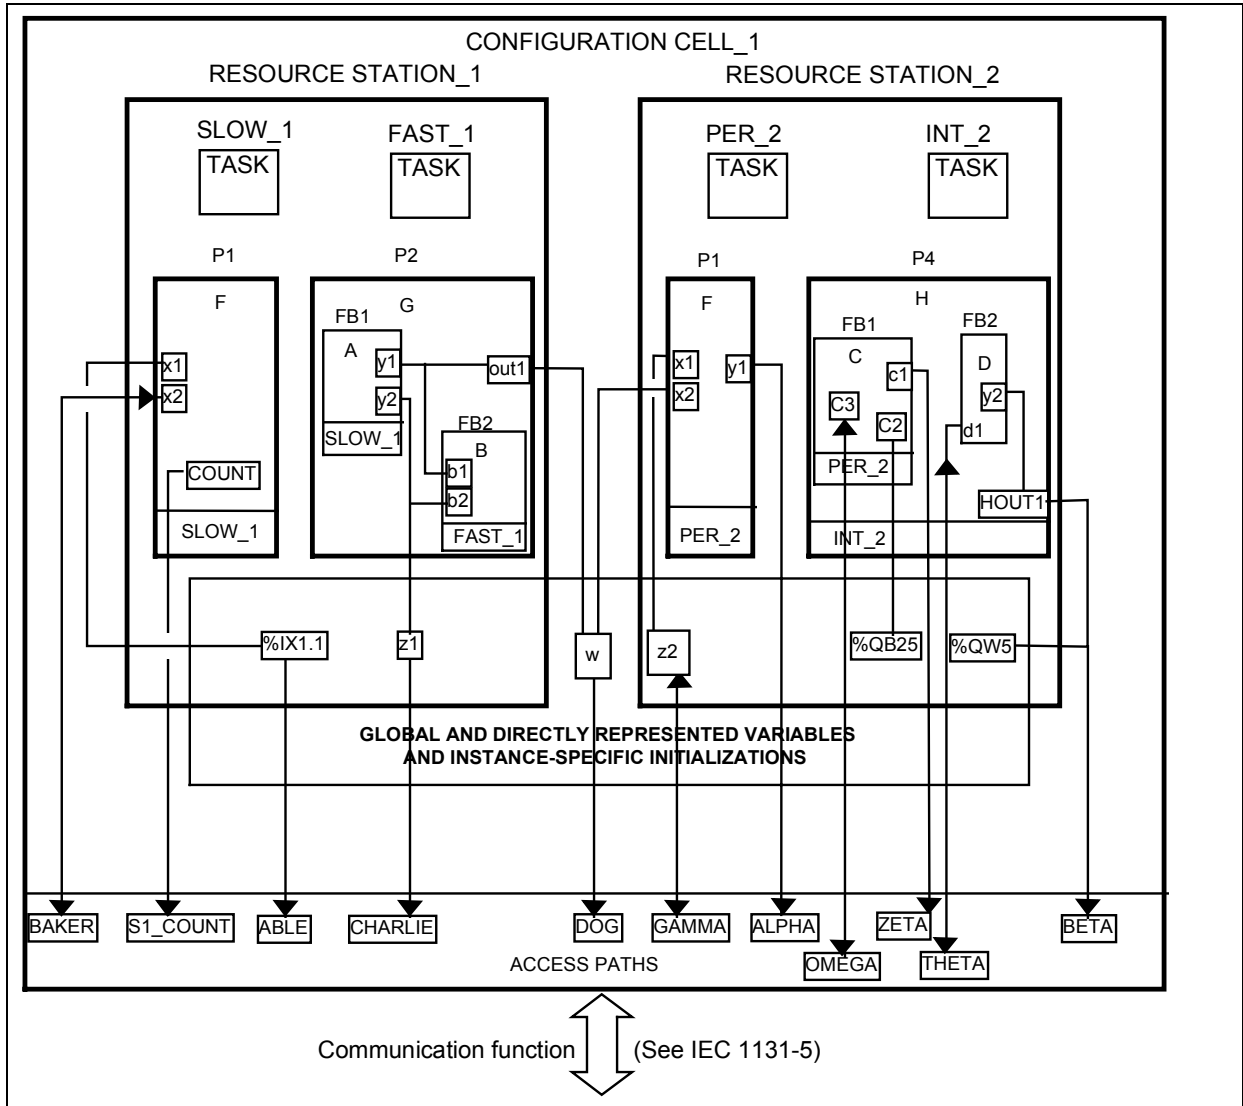 CONFIGURATION CELL_1
RESOURCE STATION_1
RESOURCE STATION_2
SLOW_1
FAST_1
PER_2
INT_2
TASK
TASK
TASK
TASK
P1
P2
P1
P4
F
G
F
H
FB1
FB1
FB2
A
C
D
x1
y1
out1
x1
y1
c1
x2
y2
x2
C3
y2
SLOW_1
FB2
C2
d1
B
COUNT
b1
PER_2
b2
HOUT1
SLOW_1
FAST_1
PER_2
INT_2
%IX1.1
z1
w
z2
%QB25
%QW5
GLOBAL AND DIRECTLY REPRESENTED VARIABLES
AND INSTANCE-SPECIFIC INITIALIZATIONS
BAKER
S1_COUNT
ABLE
CHARLIE
DOG
GAMMA
ALPHA
ZETA
BETA
ACCESS PATHS
OMEGA
THETA
Communication function
(See IEC 1131-5)